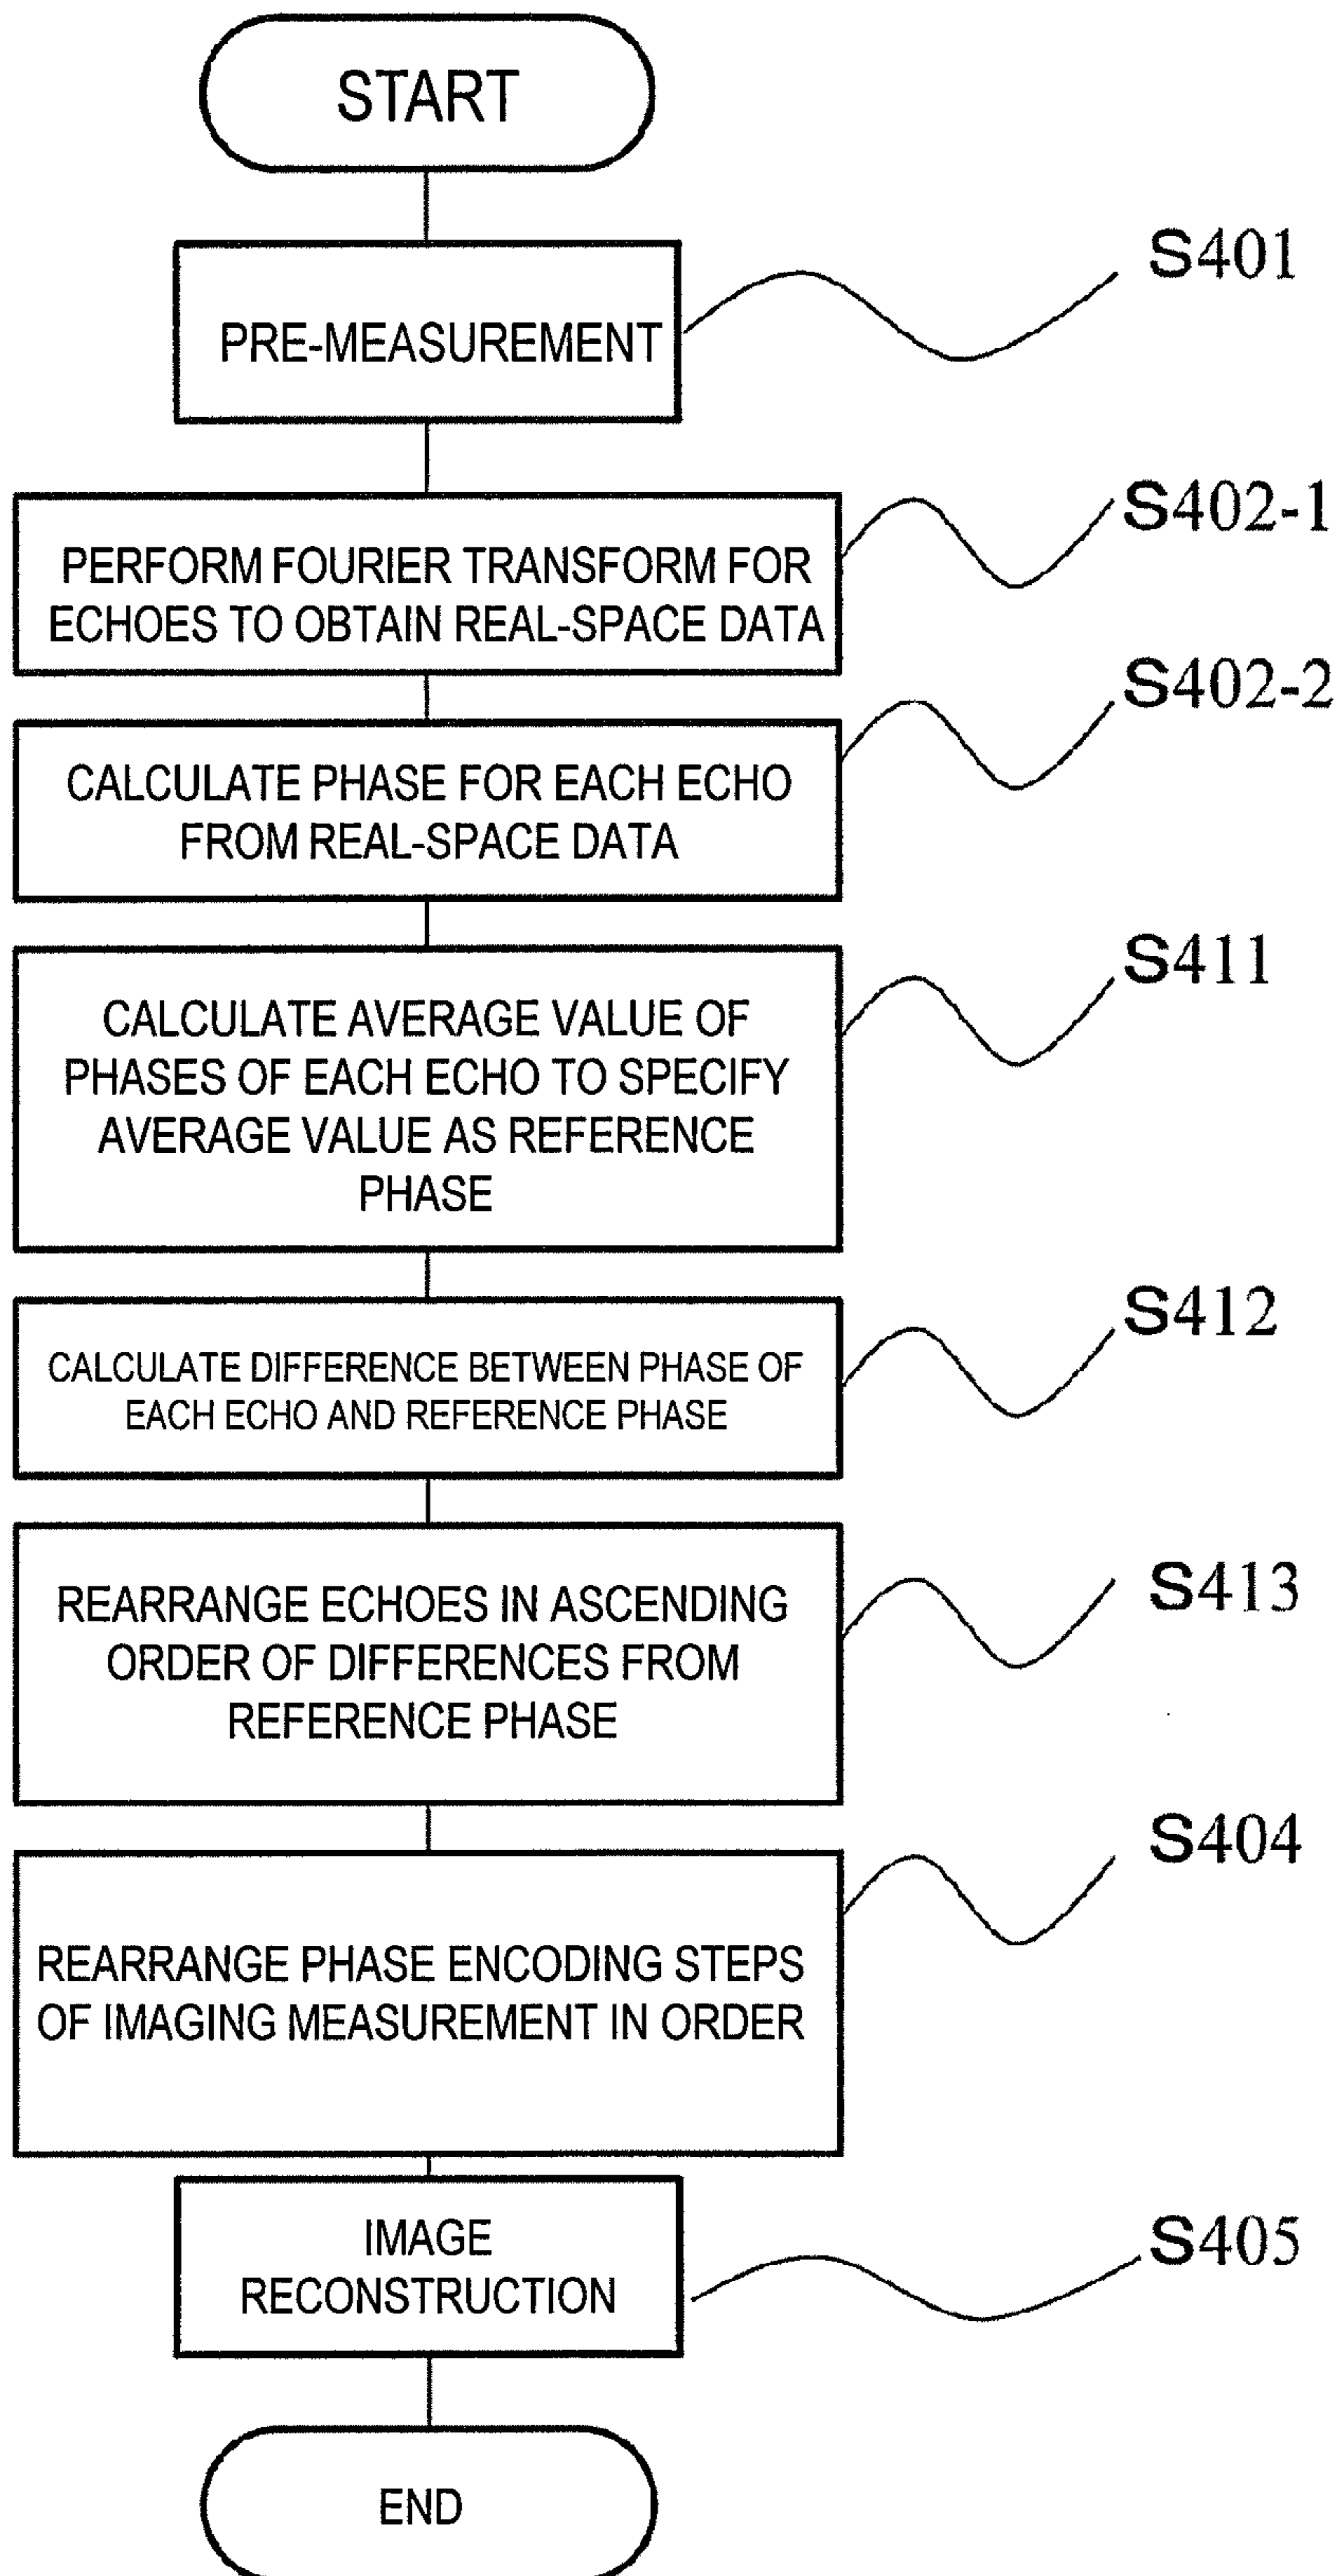 START
S401
PRE-MEASUREMENT
S402-1
PERFORM FOURIER TRANSFORM FOR
ECHOES TO OBTAIN REAL-SPACE DATA
S402-2
CALCULATE PHASE FOR EACH ECHO
FROM REAL-SPACE DATA
S411
CALCULATE AVERAGE VALUE OF
PHASES OF EACH ECHO TO SPECIFY
AVERAGE VALUE AS REFERENCE
PHASE
S412
CALCULATE DIFFERENCE BETWEEN PHASE OF
EACH ECHO AND REFERENCE PHASE
S413
REARRANGE ECHOES IN ASCENDING
ORDER OF DIFFERENCES FROM
REFERENCE PHASE
S404
REARRANGE PHASE ENCODING STEPS
OF IMAGING MEASUREMENT IN ORDER
S405
IMAGE
RECONSTRUCTION
END